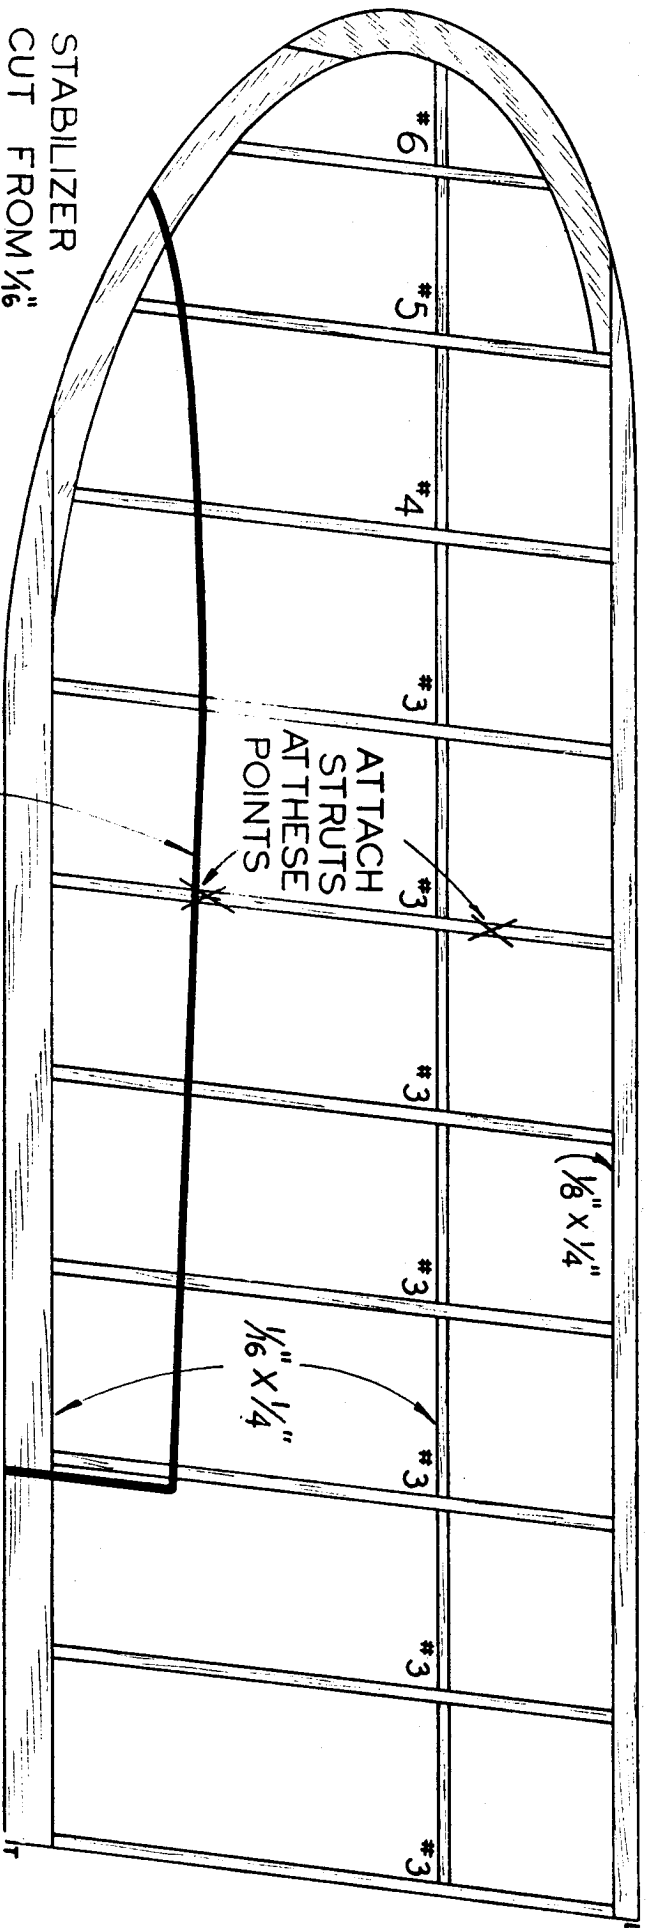 #6
#5
#4
#3
#3
#3
#3
#3
#3
#3
ATTACH
STRUTS
AT THESE
POINTS
1/8" X 1/4"
1/16" X 1/4"
STABILIZER
CUT FROM 1/16"
T